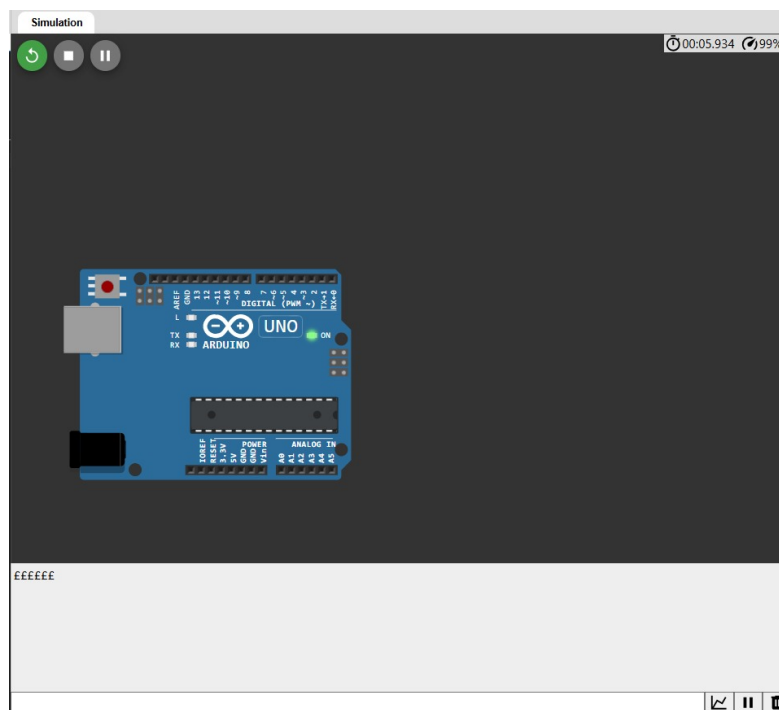 Simulation
00:05.934 99%
AREF
GND
13
12
~11
~10
~9
8
7
~6
~5
4
~3
2
TX→1
RX←0
DIGITAL (PWM ~)
L
TX
RX
UNO
ON
ARDUINO
IOREF
RESET
3.3V
5V
GND
GND
Vin
POWER
ANALOG IN
A0
A1
A2
A3
A4
A5
££££££